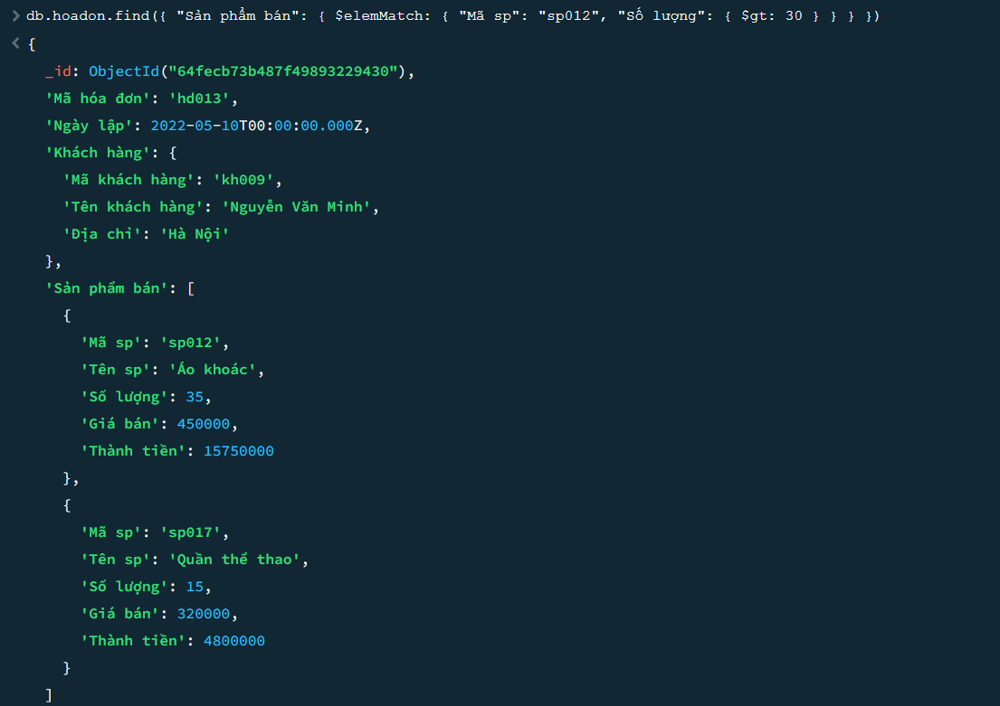 > db.hoadon.find({ "Sản phẩm bán": { $elemMatch: { "Mã sp": "sp012", "Số lượng": { $gt: 30 } } } })
< {
_id: ObjectId("64fecb73b487f49893229430"),
'Mã hóa đơn': 'hd013',
'Ngày lập': 2022-05-10T00:00:00.000Z,
'Khách hàng': {
'Mã khách hàng': 'kh009',
'Tên khách hàng': 'Nguyễn Văn Minh',
'Địa chỉ': 'Hà Nội'
},
'Sản phẩm bán': [
{
'Mã sp': 'sp012',
'Tên sp': 'Áo khoác',
'Số lượng': 35,
'Giá bán': 450000,
'Thành tiền': 15750000
},
{
'Mã sp': 'sp017',
'Tên sp': 'Quần thể thao',
'Số lượng': 15,
'Giá bán': 320000,
'Thành tiền': 4800000
}
]